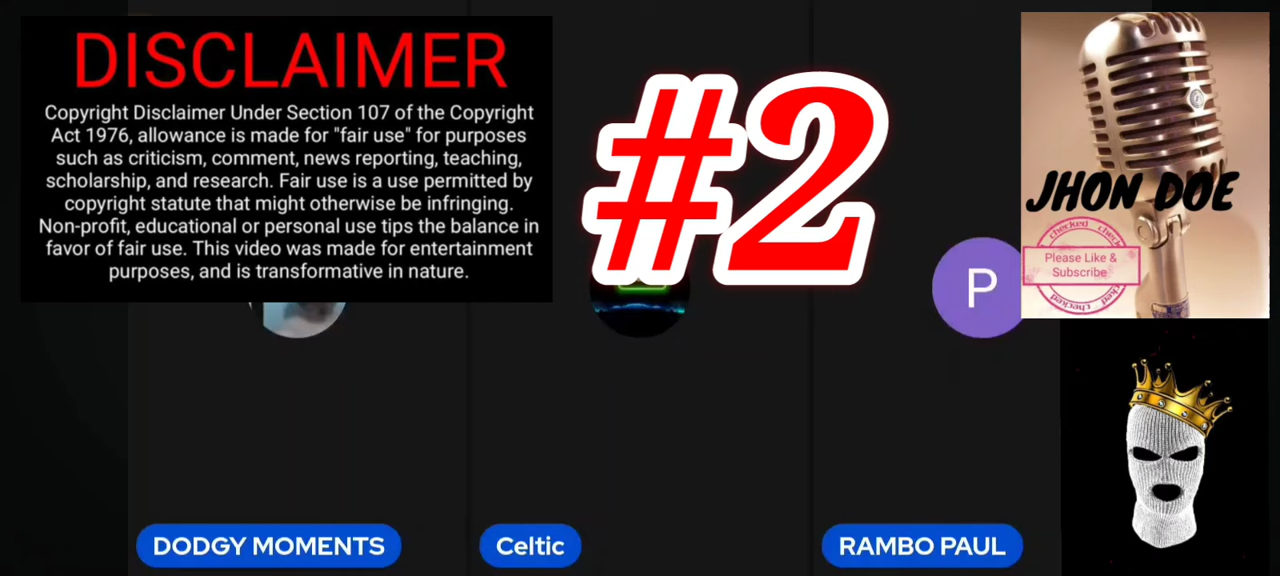 DISCLAIMER
Copyright Disclaimer Under Section 107 of the Copyright
Act 1976, allowance is made for "fair use" for purposes
such as criticism, comment, news reporting, teaching,
scholarship, and research. Fair use is a use permitted by
copyright statute that might otherwise be infringing.
Non-profit, educational or personal use tips the balance in
favor of fair use. This video was made for entertainment
purposes, and is transformative in nature.
#2
JHON DOE
checked check
Please Like &
Subscribe
checked
P
DODGY MOMENTS
Celtic
RAMBO PAUL